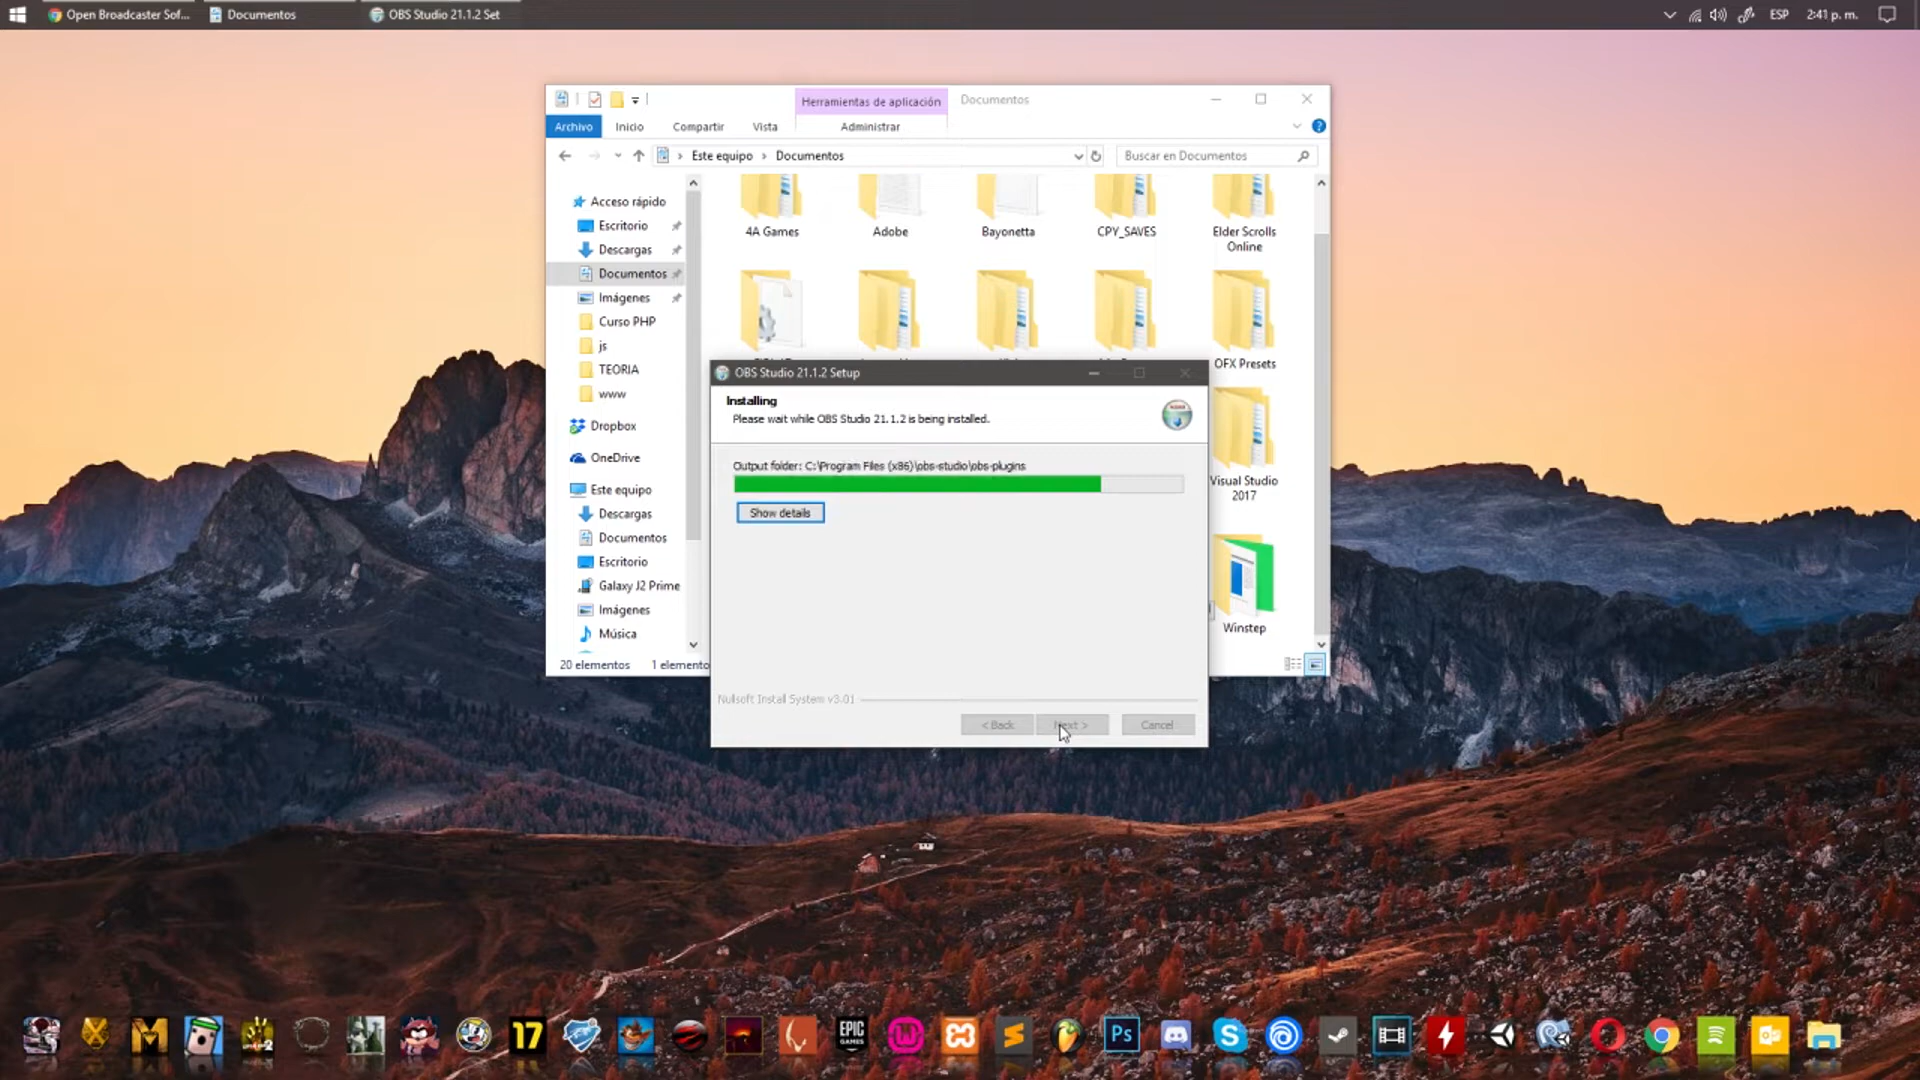 Open Broadcaster Sof...
Documentos
OBS Studio 21.1.2 Set
ESP
2:41 p. m.
Herramientas de aplicación
Documentos
Archivo
Inicio
Compartir
Vista
Administrar
Este equipo
Documentos
Buscar en Documentos
Acceso rápido
Escritorio
Descargas
Documentos
Imágenes
Curso PHP
js
TEORIA
www
Dropbox
OneDrive
Este equipo
Descargas
Documentos
Escritorio
Galaxy J2 Prime
Imágenes
Música
20 elementos
1 elemento
4A Games
Adobe
Bayonetta
CPY_SAVES
Elder Scrolls
Online
OFX Presets
Visual Studio
2017
Winstep
OBS Studio 21.1.2 Setup
Installing
Please wait while OBS Studio 21.1.2 is being installed.
Output folder: C:\Program Files (x86)\obs-studio\obs-plugins
Show details
Nullsoft Install System v3.01
< Back
Next >
Cancel
17
EPIC
GAMES
Ps